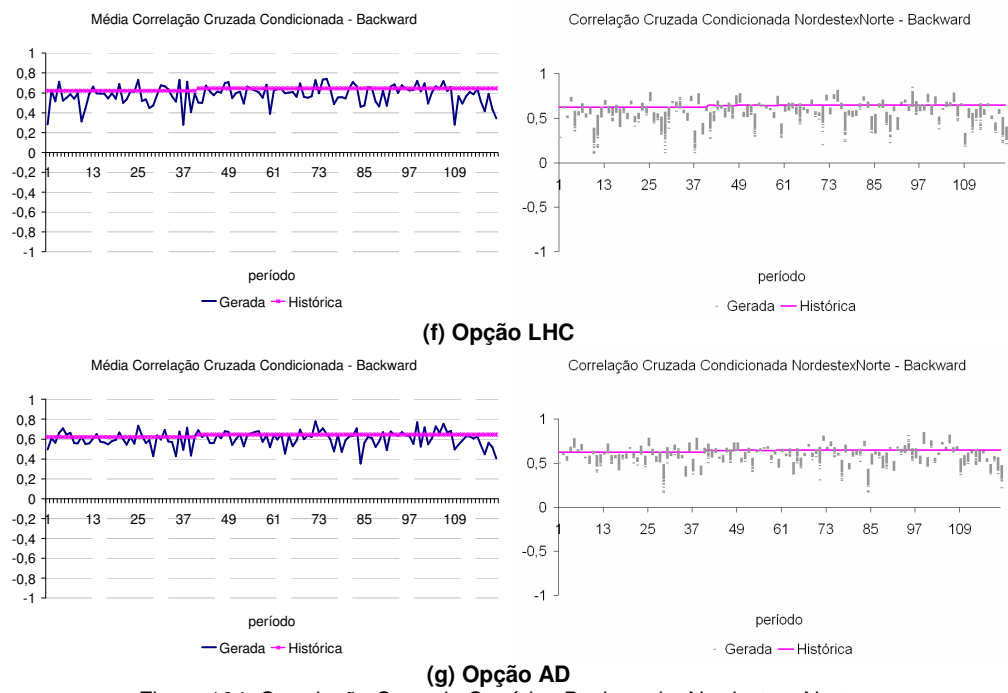 Média Correlação Cruzada Condicionada - Backward
1
0,8
0,6
0,4
0,2
0
-0,2
-0,4
-0,6
-0,8
-1
1 13 25 37 49 61 73 85 97 109
período
Gerada Histórica
Correlação Cruzada Condicionada NordestexNorte - Backward
1
0,5
0
-0,5
-1
1 13 25 37 49 61 73 85 97 109
período
Gerada Histórica
(f) Opção LHC
Média Correlação Cruzada Condicionada - Backward
1
0,8
0,6
0,4
0,2
0
-0,2
-0,4
-0,6
-0,8
-1
1 13 25 37 49 61 73 85 97 109
período
Gerada Histórica
Correlação Cruzada Condicionada NordestexNorte - Backward
1
0,5
0
-0,5
-1
1 13 25 37 49 61 73 85 97 109
período
Gerada Histórica
(g) Opção AD